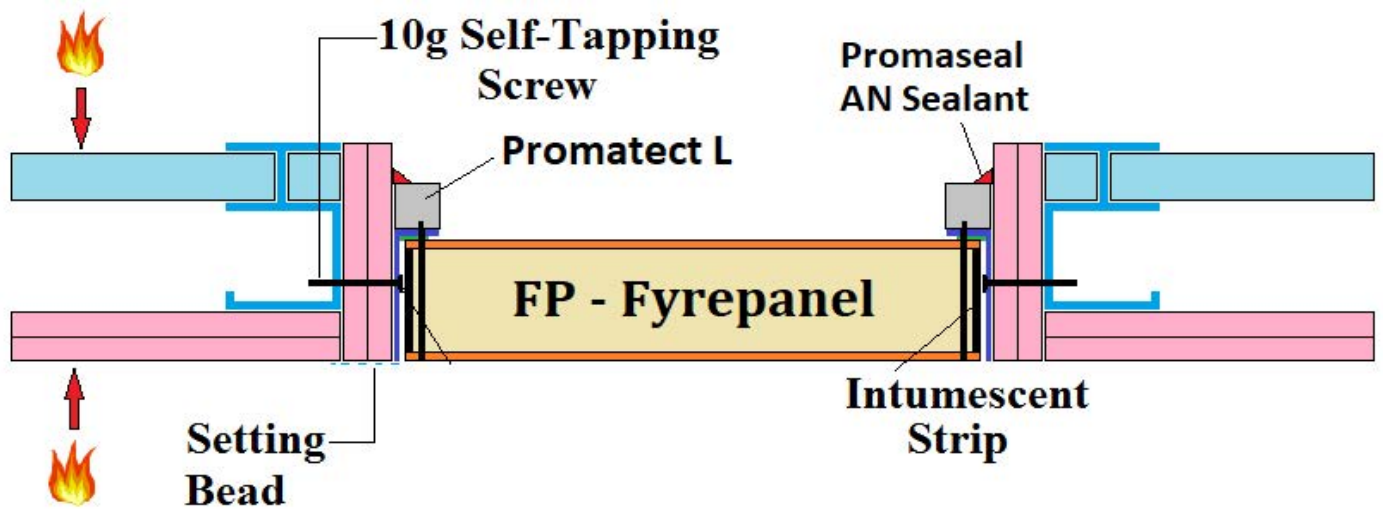 10g Self-Tapping
Screw
Promaseal
AN Sealant
Promatect L
FP - Fyrepanel
Setting
Bead
Intumescent
Strip